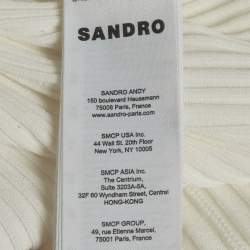 SANDRO
SANDRO ANDY
150 boulevard Haussmann
75008 Paris, France
www.sandro-paris.com
SMCP USA Inc.
44 Wall St. 20th Floor
New York, NY 10005
SMCP ASIA Inc.
The Centrium,
Suite 3203A-5A,
32F 60 Wyndham Street, Central
HONG-KONG
SMCP GROUP,
49, rue Etienne Marcel,
75001 Paris, France